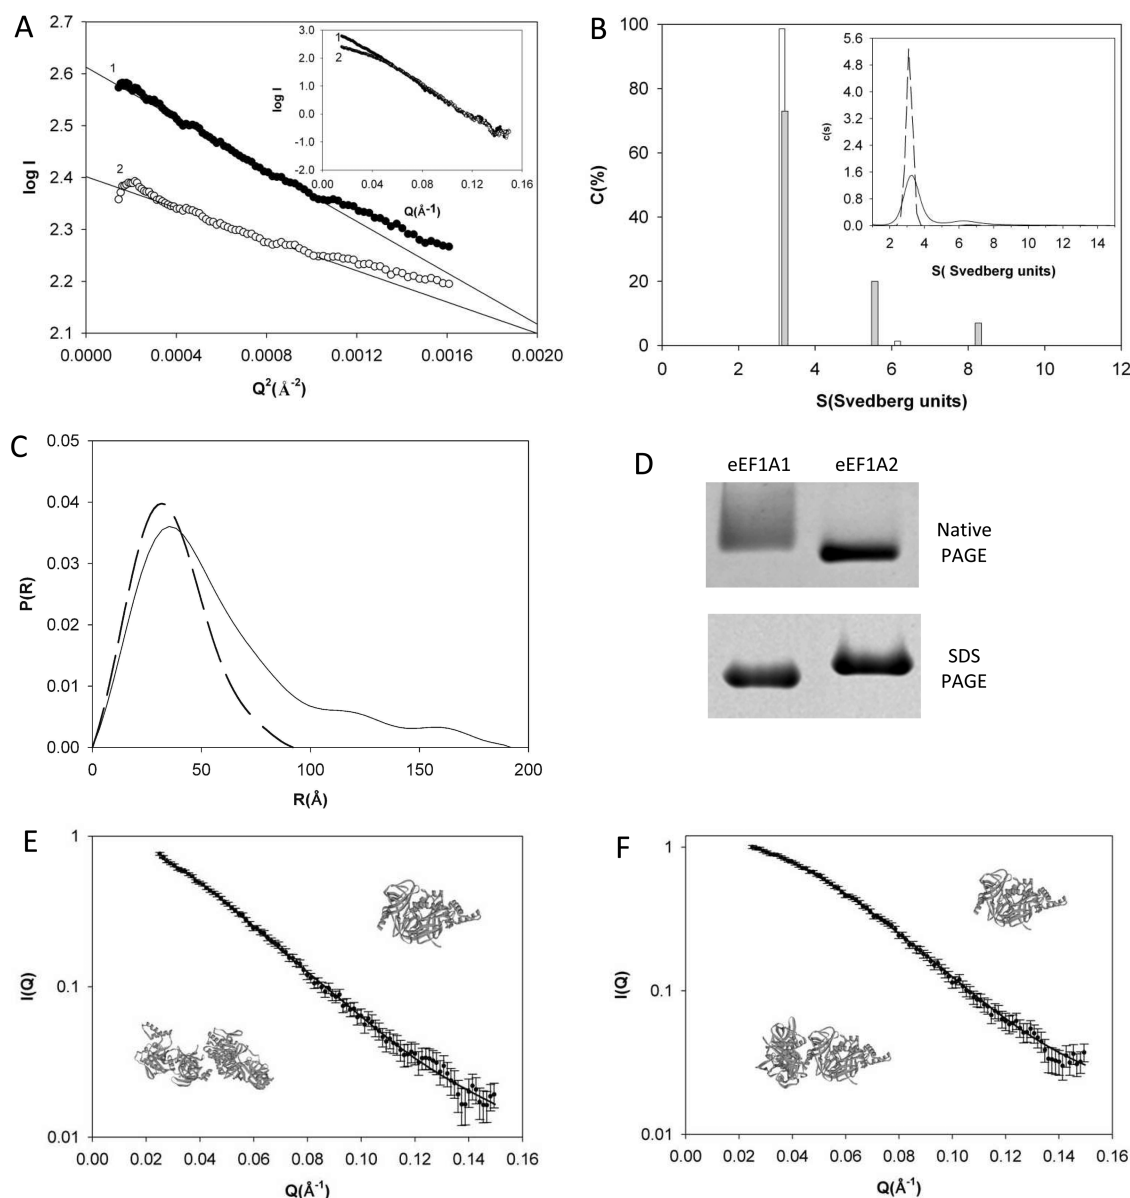 A
2.7
2.6
2.5
2.4
2.3
2.2
2.1
log I
0.0000 0.0004 0.0008 0.0012 0.0016 0.0020
Q²(Å⁻²)
1
2
3.0
2.0
1.0
0.0
-1.0
-2.0
log I
1
2
0.00 0.04 0.08 0.12 0.16
Q(Å⁻¹)
B
100
80
60
40
20
0
C(%)
0 2 4 6 8 10 12
S(Svedberg units)
5.6
4.8
4.0
3.2
2.4
1.6
0.8
0.0
c(s)
2 4 6 8 10 12 14
S( Svedberg units)
C
0.05
0.04
0.03
0.02
0.01
0.00
P(R)
0 50 100 150 200
R(Å)
D
eEF1A1 eEF1A2
Native
PAGE
SDS
PAGE
E
1
0.1
0.01
I(Q)
0.00 0.02 0.04 0.06 0.08 0.10 0.12 0.14 0.16
Q(Å⁻¹)
F
1
0.1
0.01
I(Q)
0.00 0.02 0.04 0.06 0.08 0.10 0.12 0.14 0.16
Q(Å⁻¹)